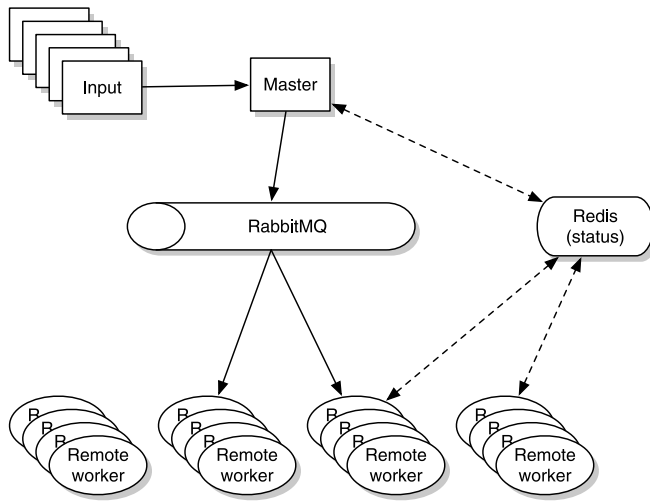 Input
Master
RabbitMQ
Redis
(status)
R
R
R
Remote
worker
R
R
R
Remote
worker
R
R
R
Remote
worker
R
R
R
Remote
worker